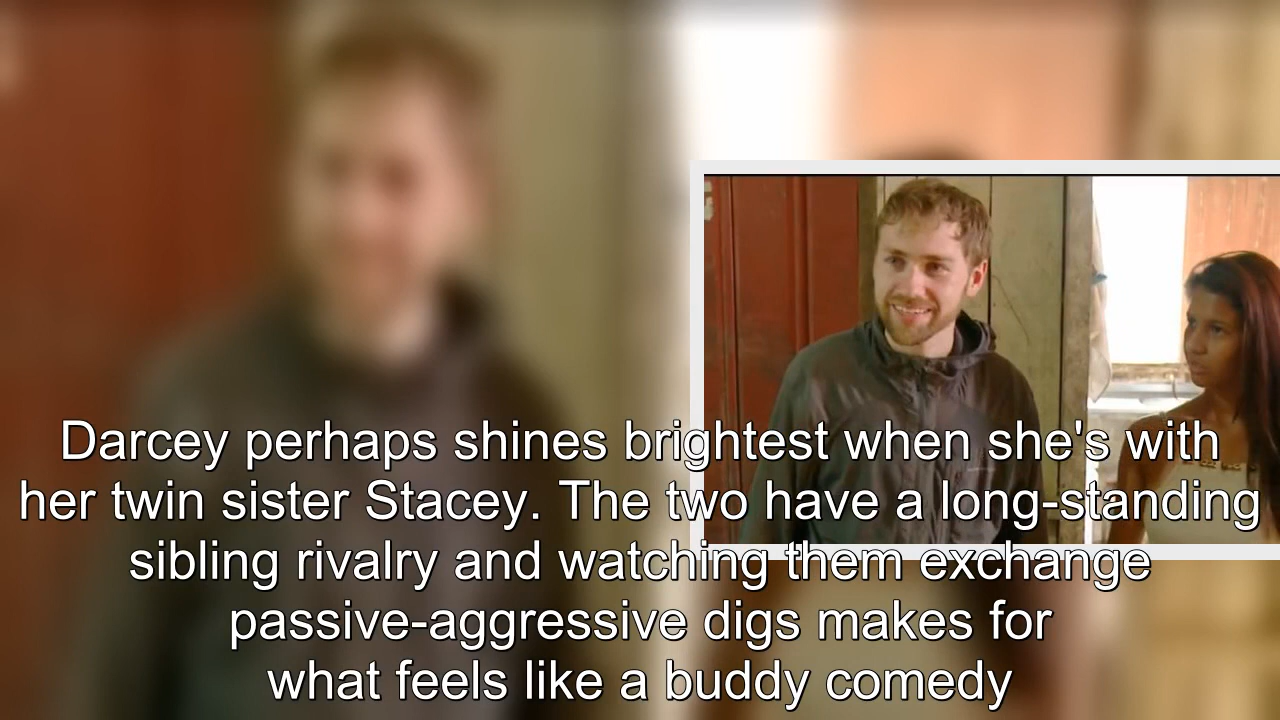 Darcey perhaps shines brightest when she's with
her twin sister Stacey. The two have a long-standing
sibling rivalry and watching them exchange
passive-aggressive digs makes for
what feels like a buddy comedy